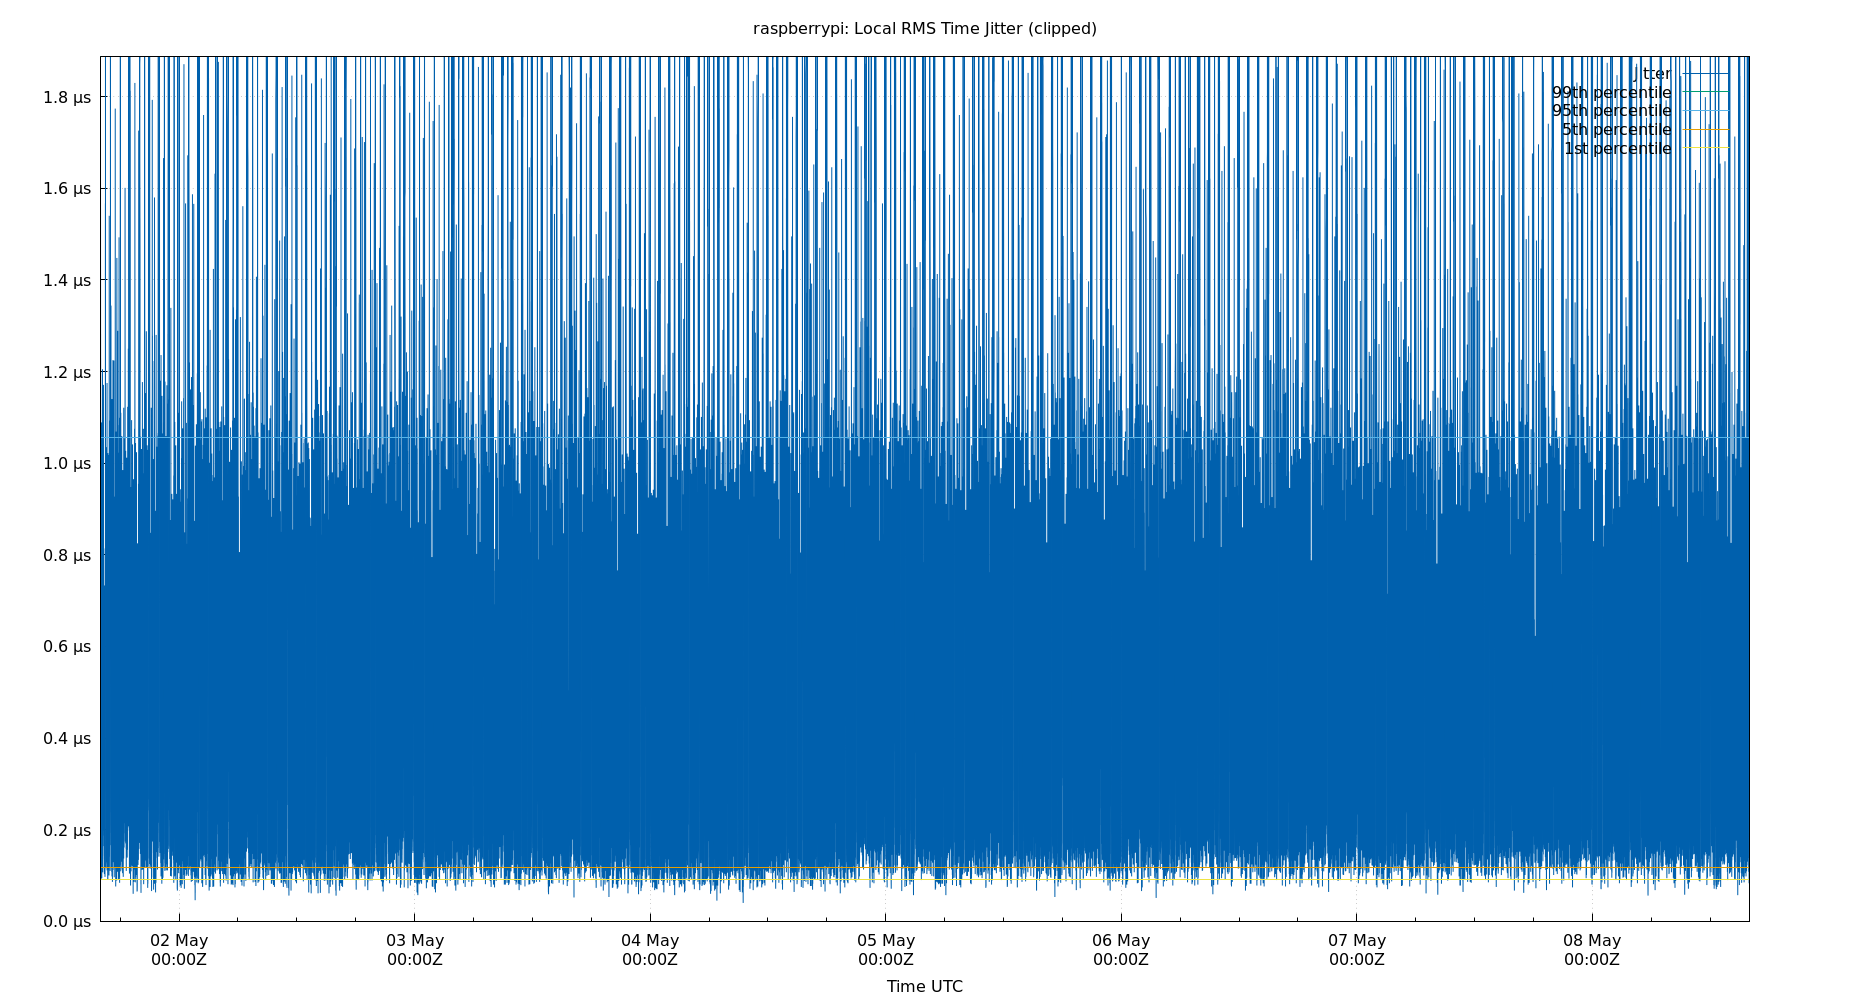 raspberrypi: Local RMS Time Jitter (clipped)
jitter
99th percentile
95th percentile
5th percentile
1st percentile
1.8 µs
1.6 µs
1.4 µs
1.2 µs
1.0 µs
0.8 µs
0.6 µs
0.4 µs
0.2 µs
0.0 µs
02 May 03 May 04 May 05 May 06 May 07 May 08 May
00:00Z 00:00Z 00:00Z 00:00Z 00:00Z 00:00Z 00:00Z
Time UTC